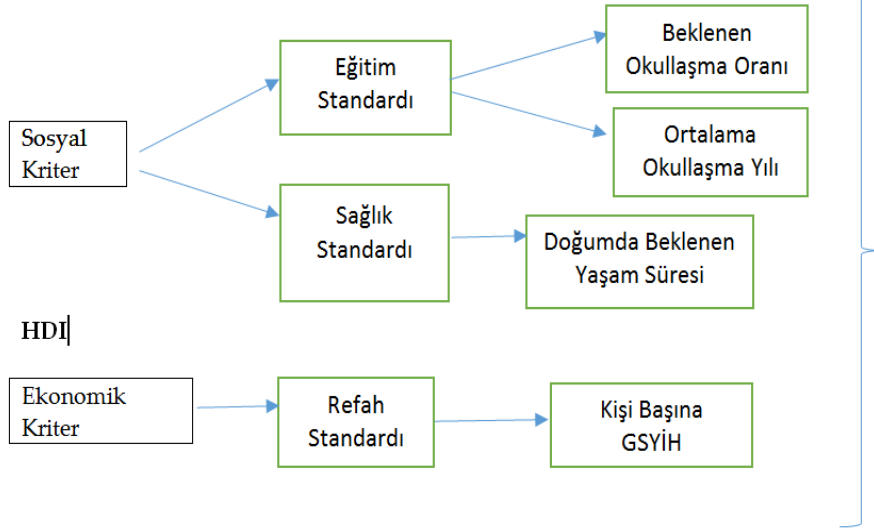 Sosyal
Kriter
Eğitim
Standardı
Beklenen
Okullaşma Oranı
Ortalama
Okullaşma Yılı
Sağlık
Standardı
Doğumda Beklenen
Yaşam Süresi
HDI
Ekonomik
Kriter
Refah
Standardı
Kişi Başına
GSYİH